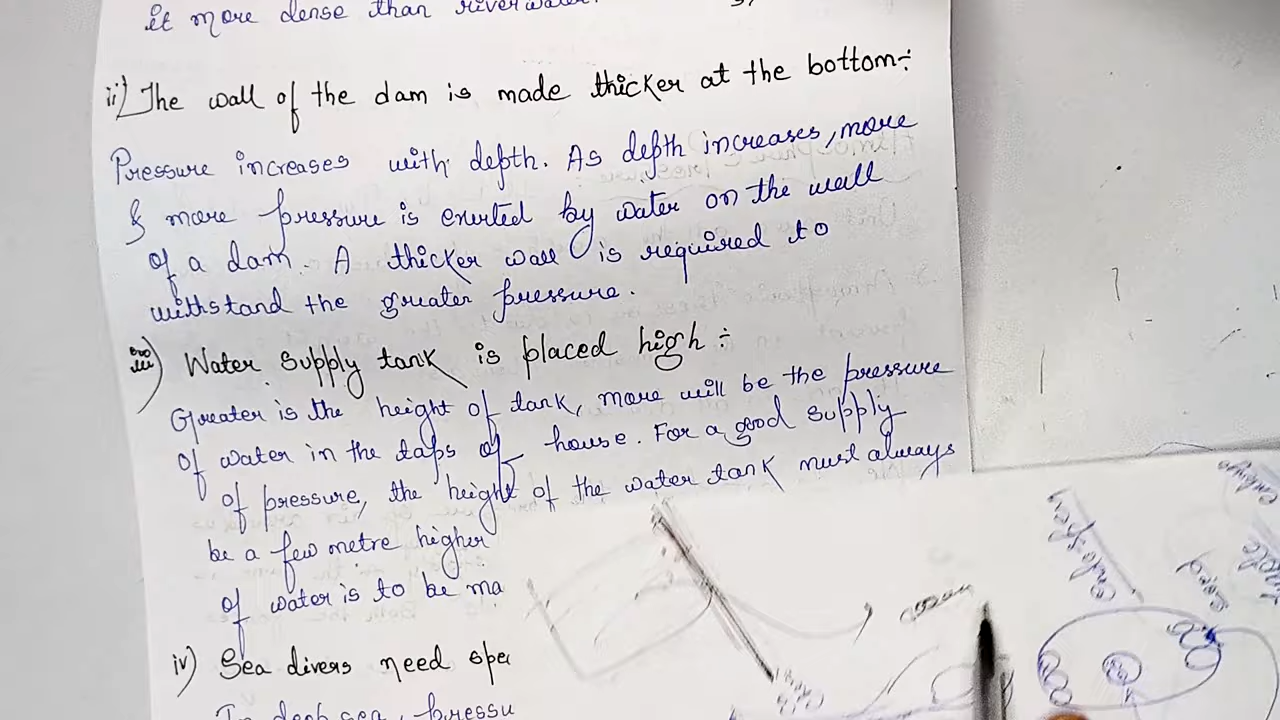 it more dense than river water.
ii) The wall of the dam is made thicker at the bottom÷
Pressure increases with depth. As depth increases, more
& more pressure is exerted by water on the wall
of a dam. A thicker wall is required to
withstand the greater pressure.
iii) Water supply tank is placed high ÷
Greater is the height of tank, more will be the pressure
of water in the taps of house. For a good supply
of pressure, the height of the water tank must always
be a few metre higher
of water is to be ma
iv) Sea divers need spe
In deep sea, pressu